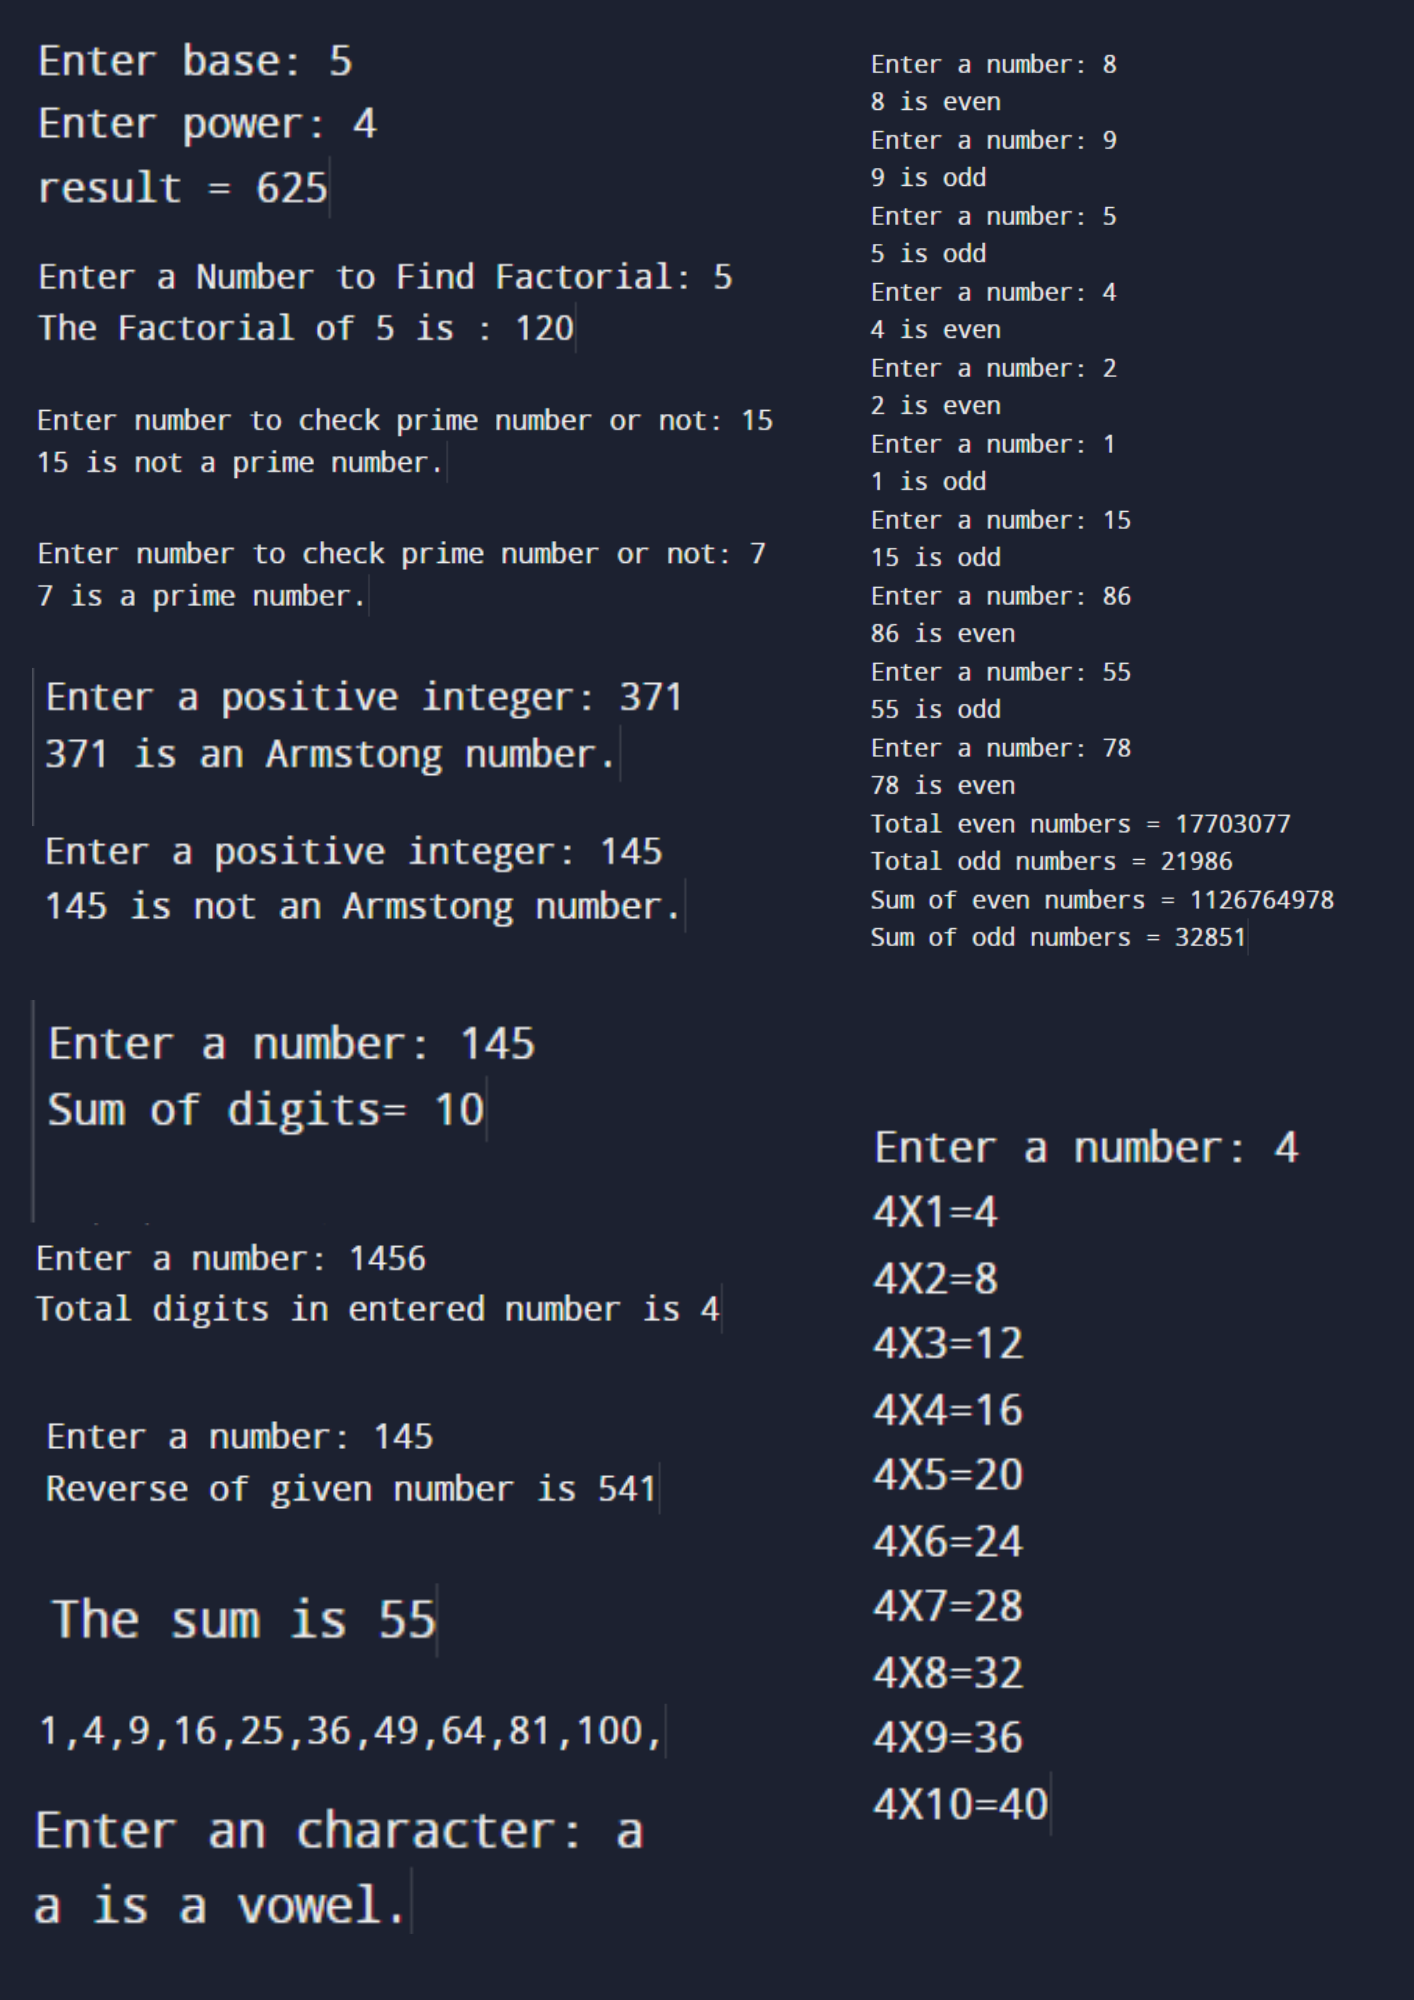 Enter base: 5
Enter power: 4
result = 625
Enter a Number to Find Factorial: 5
The Factorial of 5 is : 120
Enter number to check prime number or not: 15
15 is not a prime number.
Enter number to check prime number or not: 7
7 is a prime number.
Enter a positive integer: 371
371 is an Armstong number.
Enter a positive integer: 145
145 is not an Armstong number.
Enter a number: 145
Sum of digits= 10
Enter a number: 1456
Total digits in entered number is 4
Enter a number: 145
Reverse of given number is 541
The sum is 55
1,4,9,16,25,36,49,64,81,100,
Enter an character: a
a is a vowel.
Enter a number: 8
8 is even
Enter a number: 9
9 is odd
Enter a number: 5
5 is odd
Enter a number: 4
4 is even
Enter a number: 2
2 is even
Enter a number: 1
1 is odd
Enter a number: 15
15 is odd
Enter a number: 86
86 is even
Enter a number: 55
55 is odd
Enter a number: 78
78 is even
Total even numbers = 17703077
Total odd numbers = 21986
Sum of even numbers = 1126764978
Sum of odd numbers = 32851
Enter a number: 4
4X1=4
4X2=8
4X3=12
4X4=16
4X5=20
4X6=24
4X7=28
4X8=32
4X9=36
4X10=40